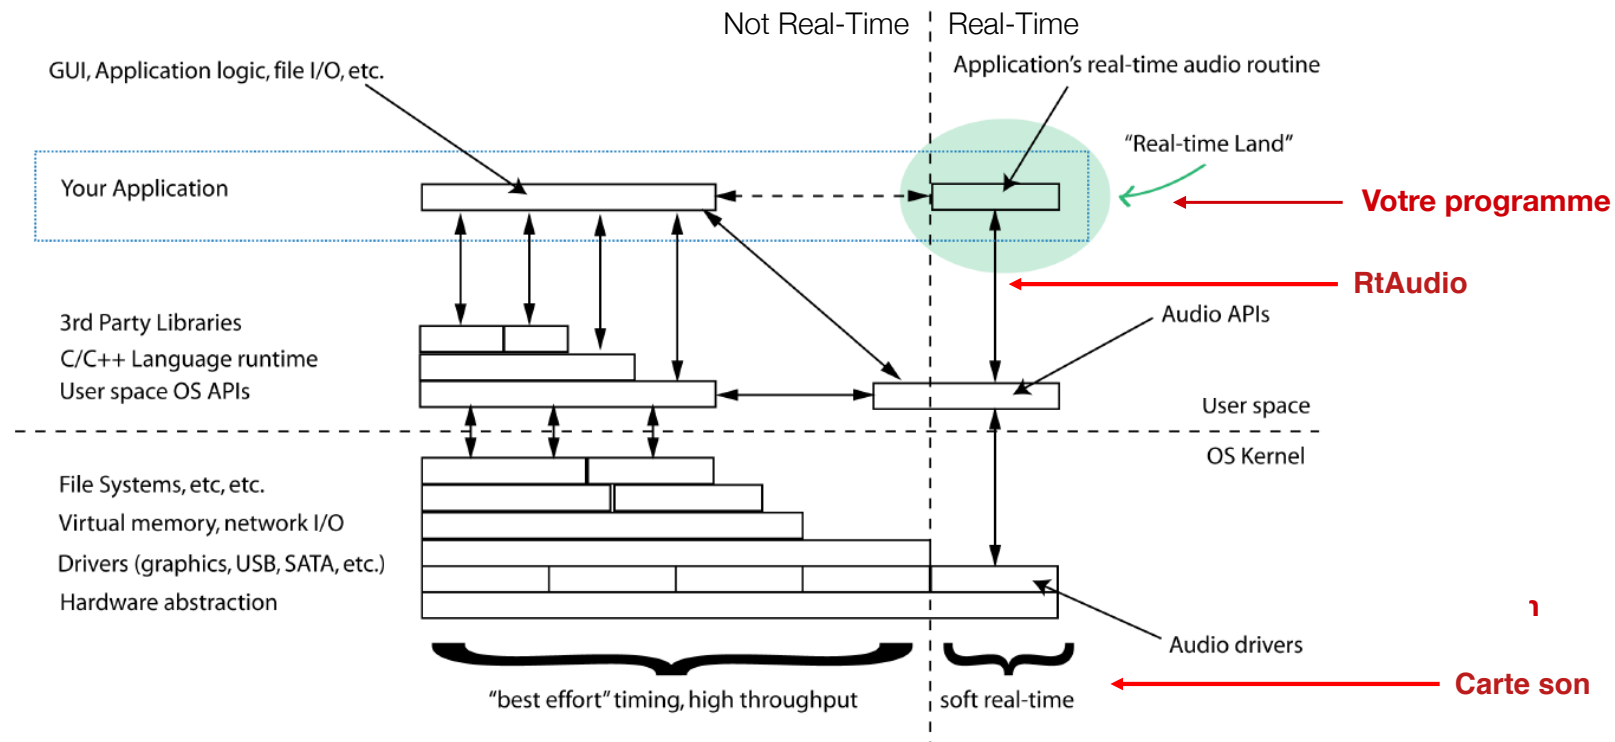 Not Real-Time
Real-Time
GUI, Application logic, file I/O, etc.
Application's real-time audio routine
“Real-time Land”
Your Application
Votre programme
RtAudio
Audio APIs
3rd Party Libraries
C/C++ Language runtime
User space OS APIs
User space
OS Kernel
File Systems, etc, etc.
Virtual memory, network I/O
Drivers (graphics, USB, SATA, etc.)
Hardware abstraction
Audio drivers
Carte son
“best effort” timing, high throughput
soft real-time